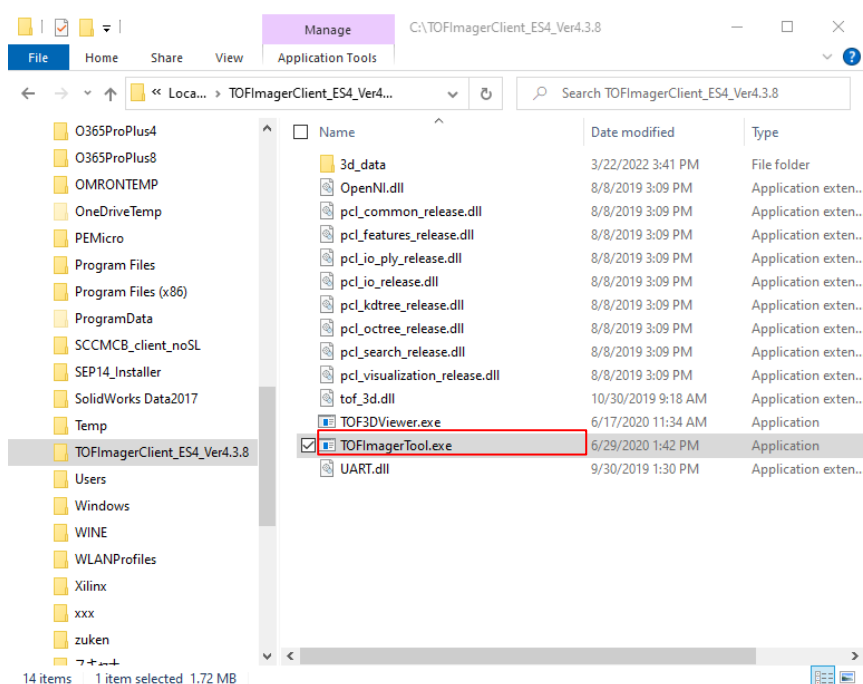 Manage
C:\TOFImagerClient_ES4_Ver4.3.8
File
Home
Share
View
Application Tools
« Loca... › TOFImagerClient_ES4_Ver4...
Search TOFImagerClient_ES4_Ver4.3.8
O365ProPlus4
O365ProPlus8
OMRONTEMP
OneDriveTemp
PEMicro
Program Files
Program Files (x86)
ProgramData
SCCMCB_client_noSL
SEP14_Installer
SolidWorks Data2017
Temp
TOFImagerClient_ES4_Ver4.3.8
Users
Windows
WINE
WLANProfiles
Xilinx
xxx
zuken
Name Date modified Type
3d_data 3/22/2022 3:41 PM File folder
OpenNI.dll 8/8/2019 3:09 PM Application exten...
pcl_common_release.dll 8/8/2019 3:09 PM Application exten...
pcl_features_release.dll 8/8/2019 3:09 PM Application exten...
pcl_io_ply_release.dll 8/8/2019 3:09 PM Application exten...
pcl_io_release.dll 8/8/2019 3:09 PM Application exten...
pcl_kdtree_release.dll 8/8/2019 3:09 PM Application exten...
pcl_octree_release.dll 8/8/2019 3:09 PM Application exten...
pcl_search_release.dll 8/8/2019 3:09 PM Application exten...
pcl_visualization_release.dll 8/8/2019 3:09 PM Application exten...
tof_3d.dll 10/30/2019 9:18 AM Application exten...
TOF3DViewer.exe 6/17/2020 11:34 AM Application
TOFImagerTool.exe 6/29/2020 1:42 PM Application
UART.dll 9/30/2019 1:30 PM Application exten...
14 items 1 item selected 1.72 MB